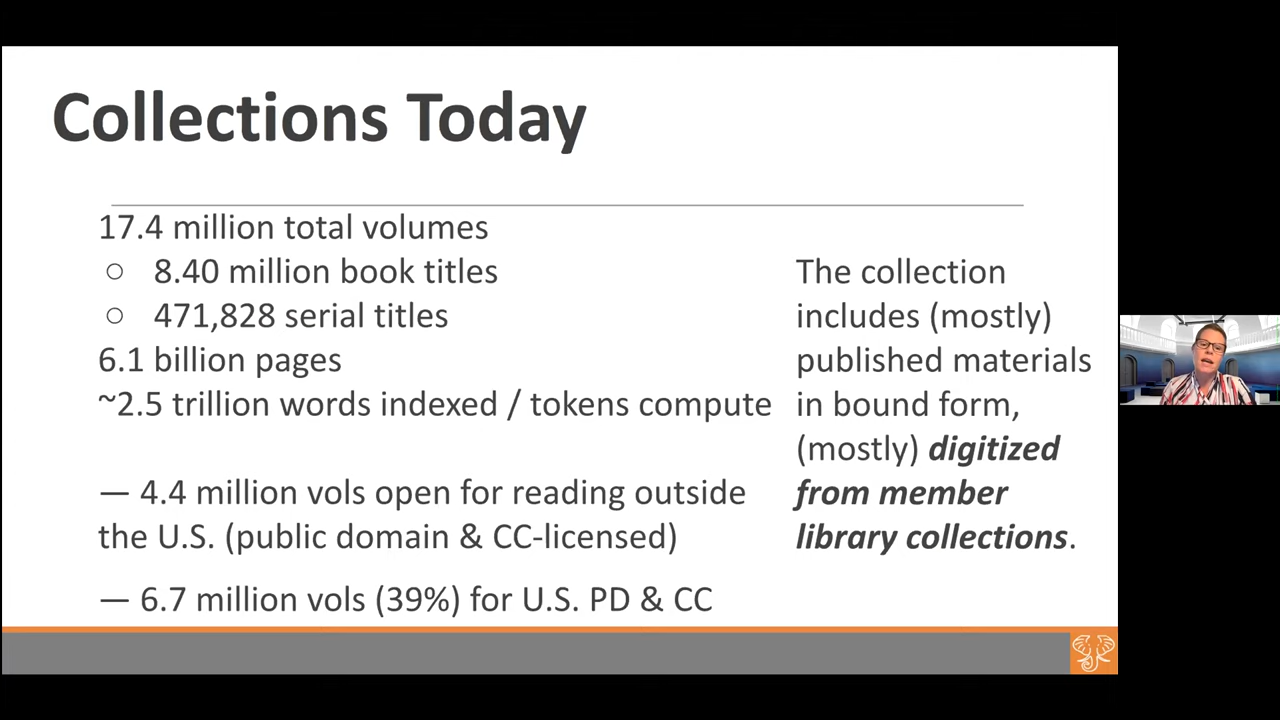 Collections Today
17.4 million total volumes
○ 8.40 million book titles
○ 471,828 serial titles
6.1 billion pages
~2.5 trillion words indexed / tokens compute
— 4.4 million vols open for reading outside
the U.S. (public domain & CC-licensed)
— 6.7 million vols (39%) for U.S. PD & CC
The collection
includes (mostly)
published materials
in bound form,
(mostly) digitized
from member
library collections.